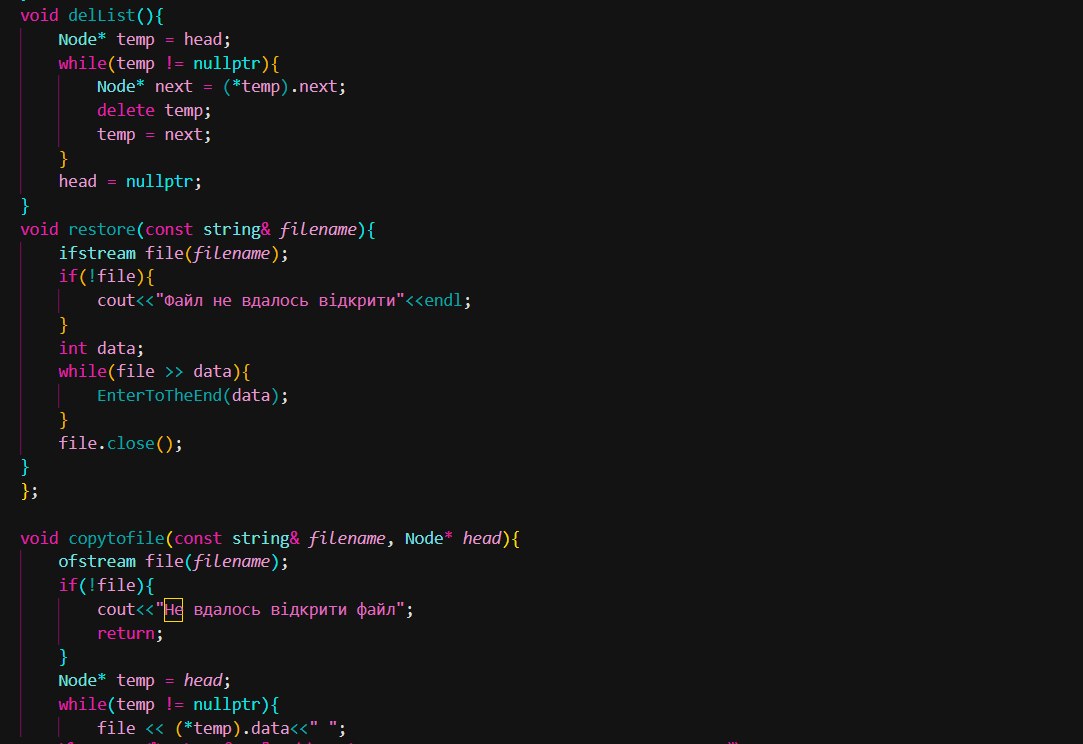 void delList(){
    Node* temp = head;
    while(temp != nullptr){
        Node* next = (*temp).next;
        delete temp;
        temp = next;
    }
    head = nullptr;
}
void restore(const string& filename){
    ifstream file(filename);
    if(!file){
        cout<<"Файл не вдалось відкрити"<<endl;
    }
    int data;
    while(file >> data){
        EnterToTheEnd(data);
    }
    file.close();
}
};
void copytofile(const string& filename, Node* head){
    ofstream file(filename);
    if(!file){
        cout<<"Не вдалось відкрити файл";
        return;
    }
    Node* temp = head;
    while(temp != nullptr){
        file << (*temp).data<<" ";